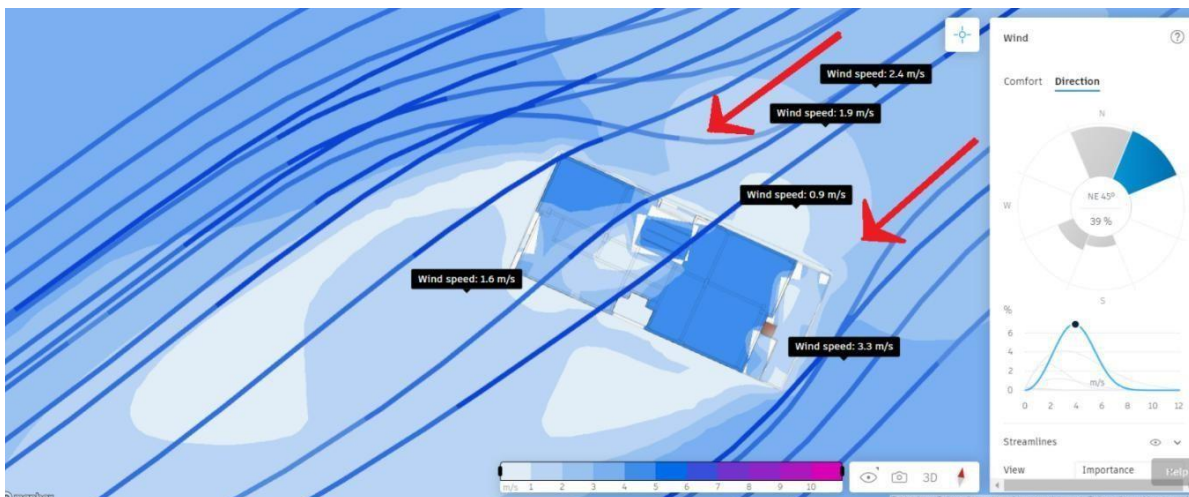 Wind speed: 2.4 m/s
Wind speed: 1.9 m/s
Wind speed: 0.9 m/s
Wind speed: 1.6 m/s
Wind speed: 3.3 m/s
m/s 1 2 3 4 5 6 7 8 9 10
3D
Wind
?
Comfort Direction
N
NE 45º
39 %
W
S
%
6
4
2
0
m/s
0 2 4 6 8 10 12
Streamlines
View Importance
Help